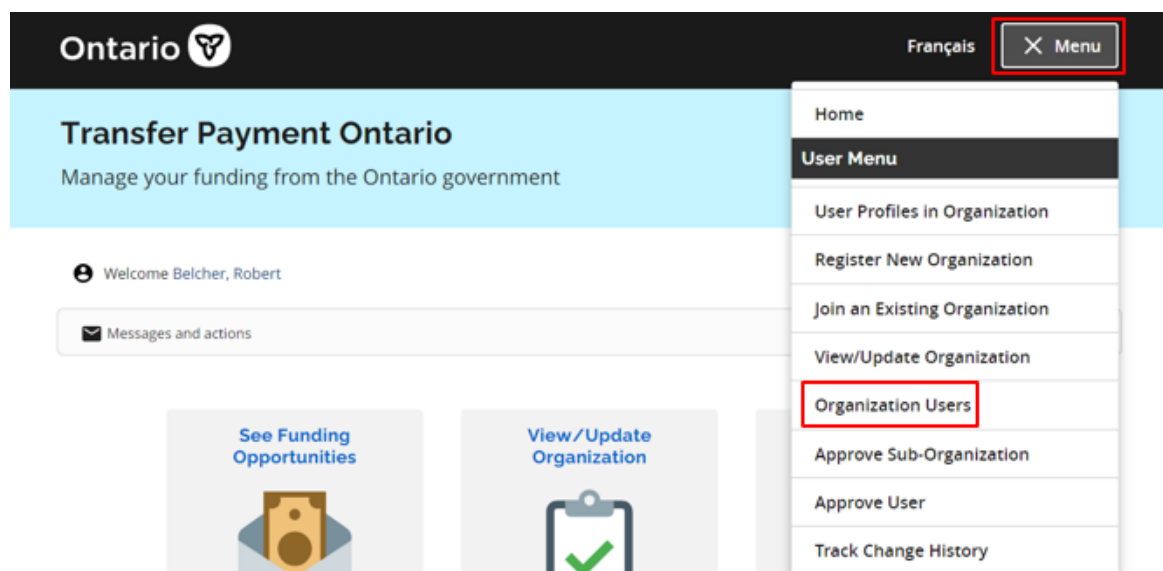 Ontario
Français
Menu
Transfer Payment Ontario
Manage your funding from the Ontario government
Welcome Belcher, Robert
Messages and actions
See Funding
Opportunities
View/Update
Organization
Home
User Menu
User Profiles in Organization
Register New Organization
Join an Existing Organization
View/Update Organization
Organization Users
Approve Sub-Organization
Approve User
Track Change History